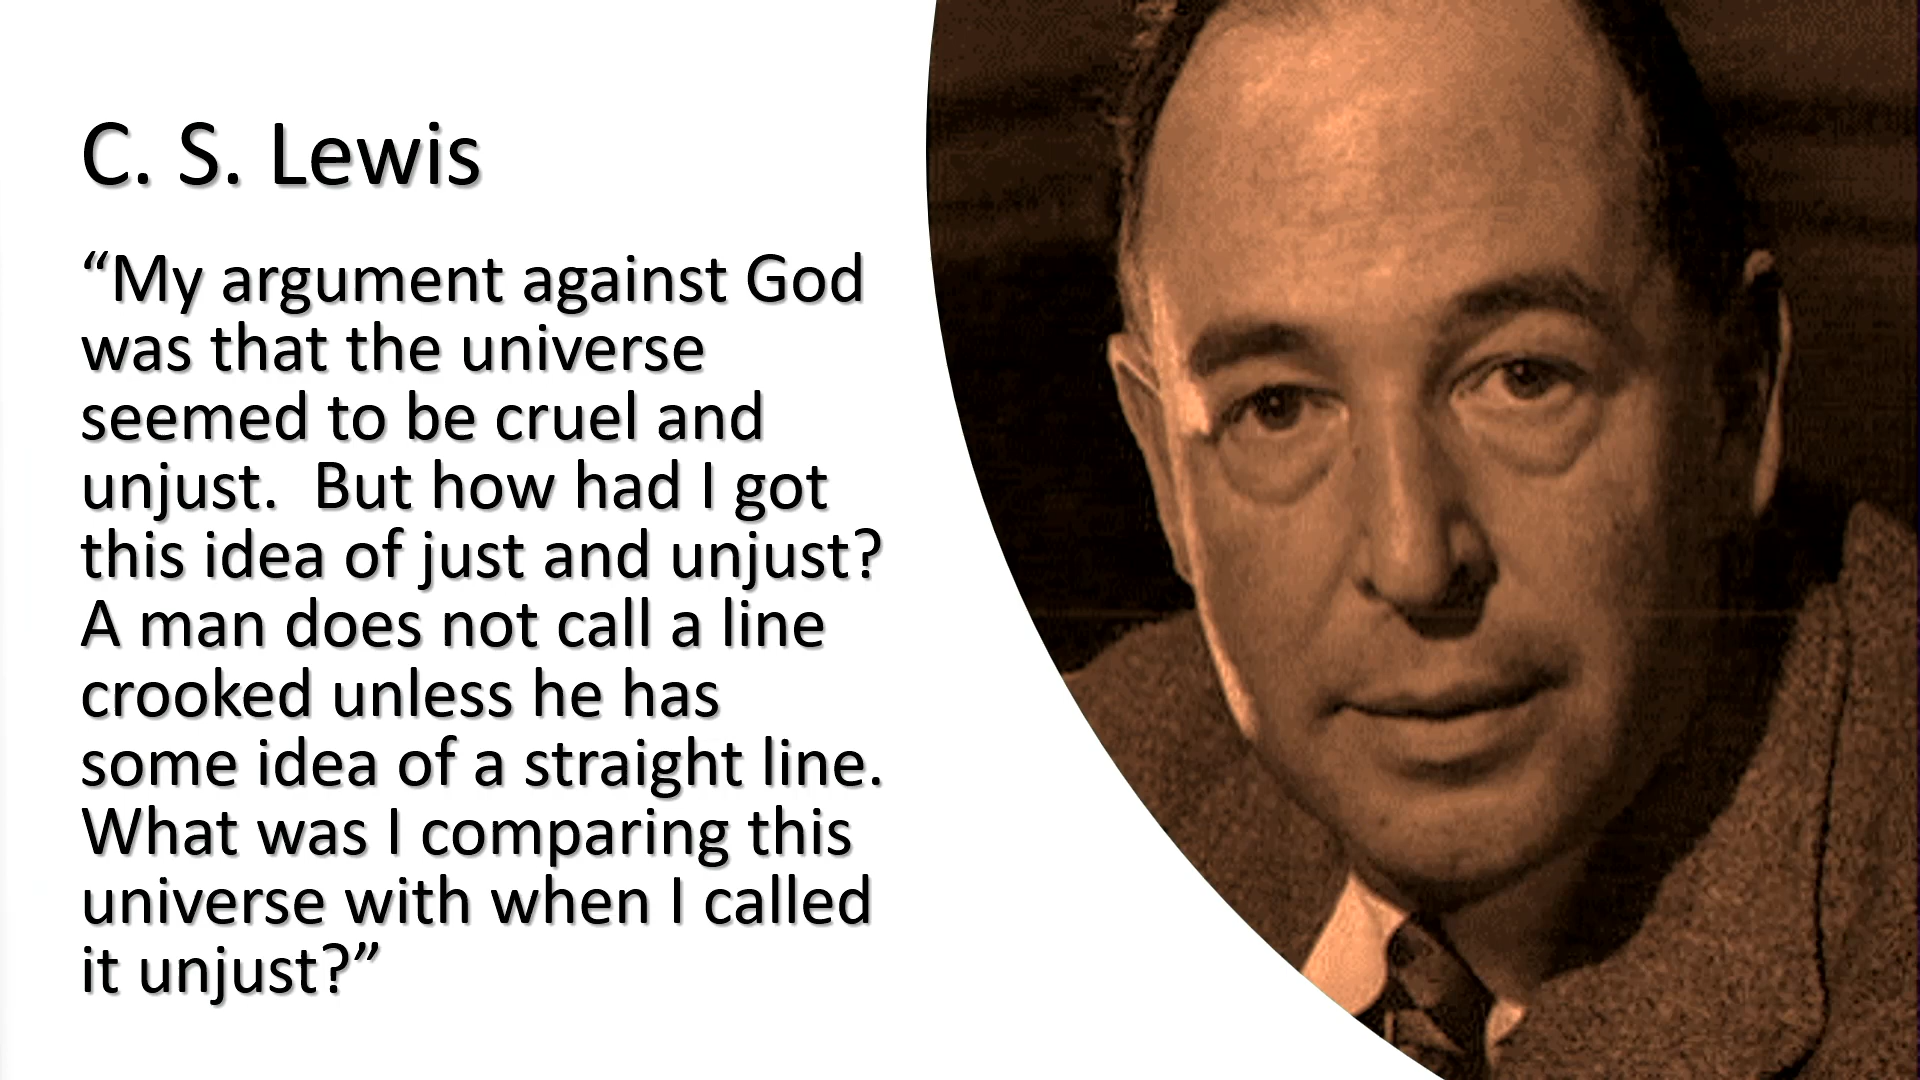 C. S. Lewis
“My argument against God
was that the universe
seemed to be cruel and
unjust.  But how had I got
this idea of just and unjust?
A man does not call a line
crooked unless he has
some idea of a straight line.
What was I comparing this
universe with when I called
it unjust?”